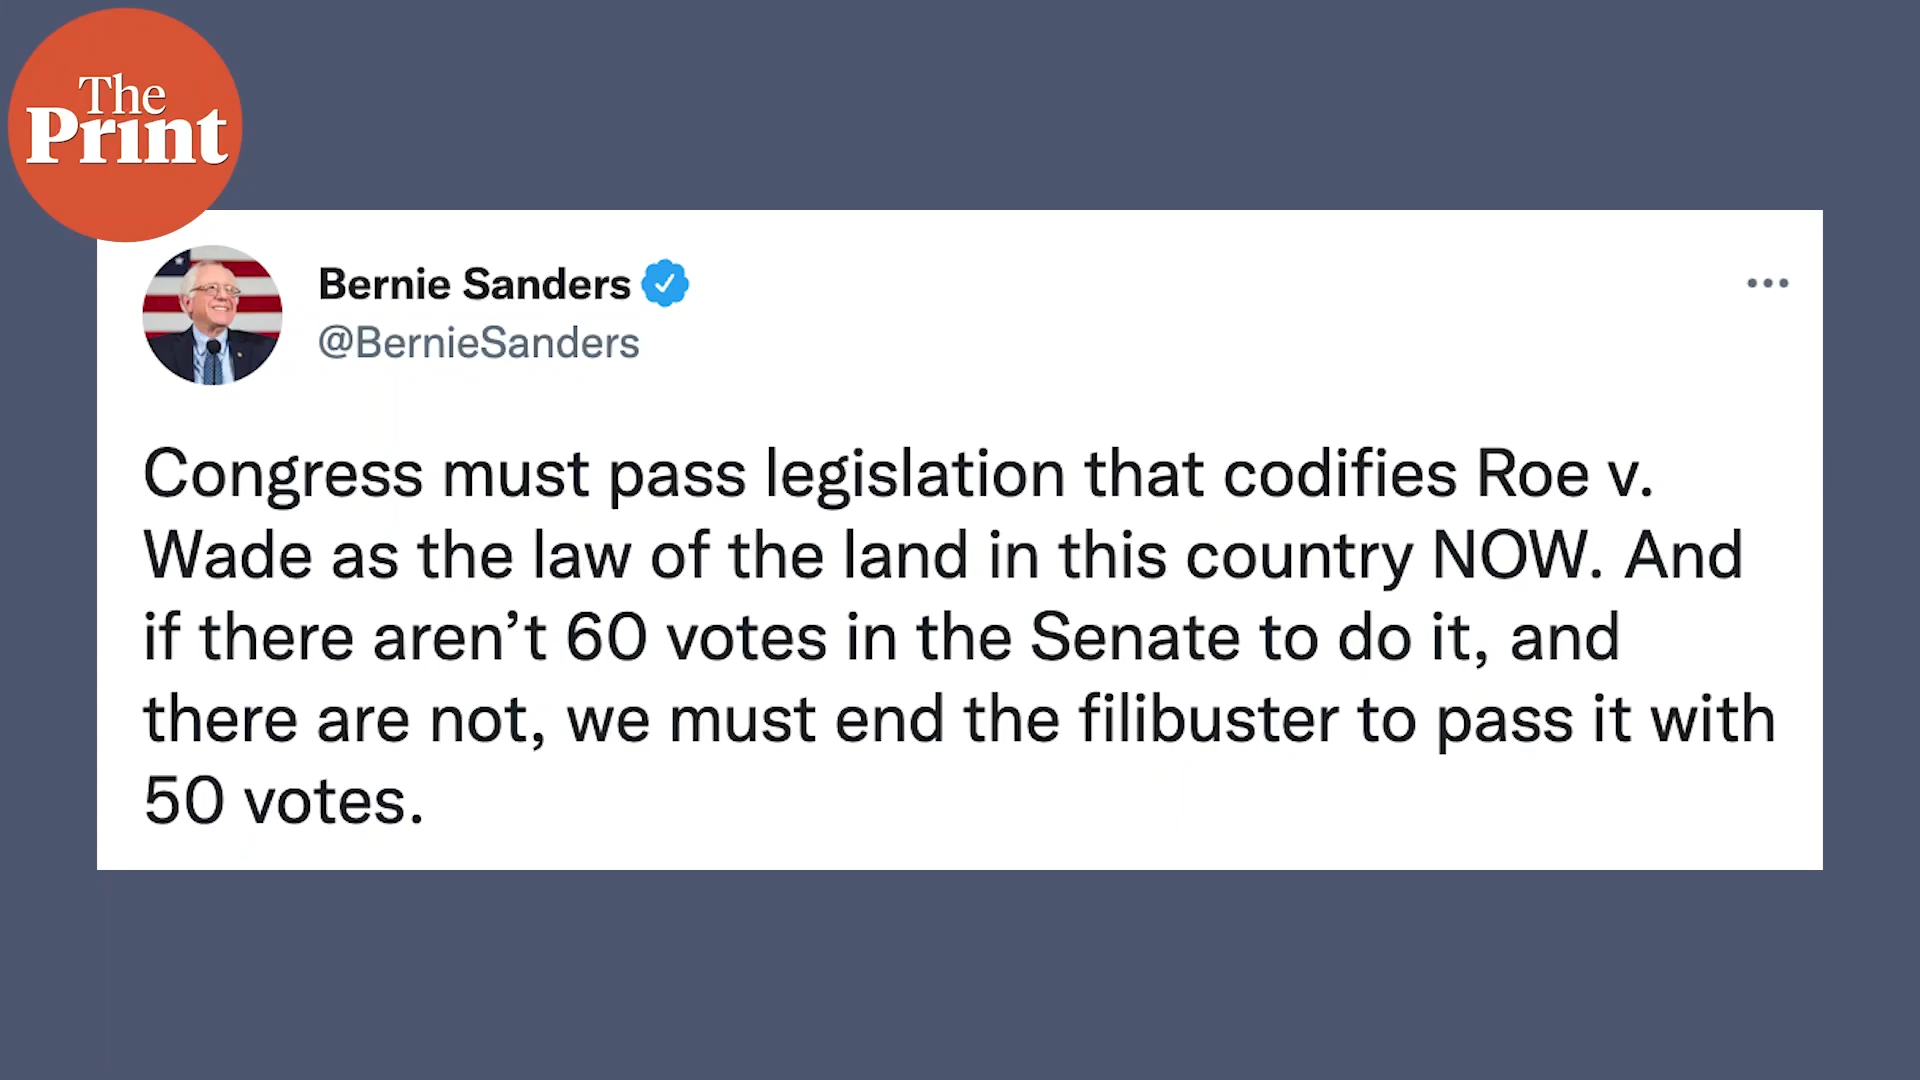 The
Print
Bernie Sanders
@BernieSanders
Congress must pass legislation that codifies Roe v.
Wade as the law of the land in this country NOW. And
if there aren’t 60 votes in the Senate to do it, and
there are not, we must end the filibuster to pass it with
50 votes.